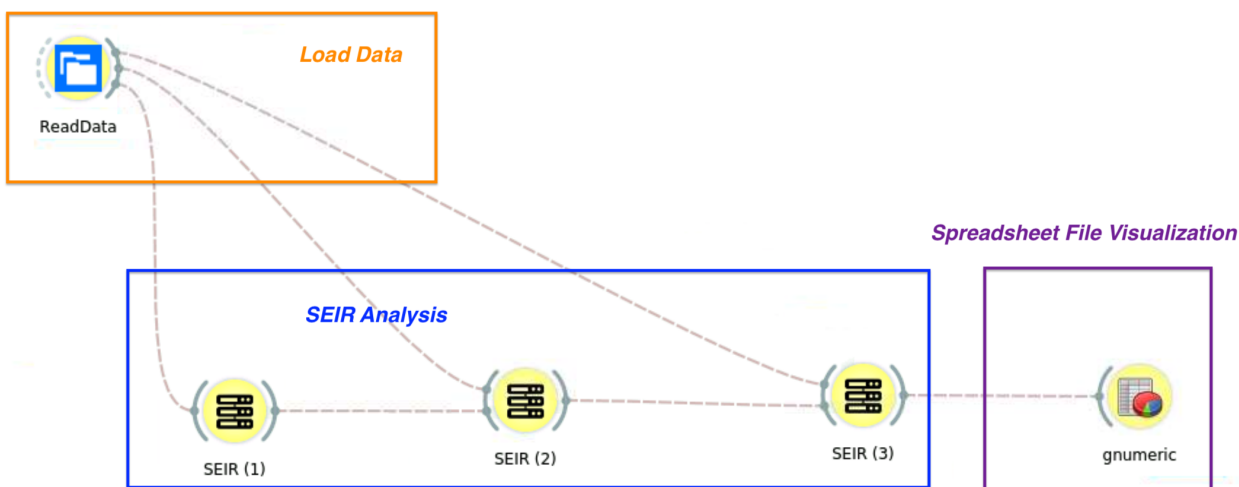 Load Data
ReadData
Spreadsheet File Visualization
SEIR Analysis
SEIR (1)
SEIR (2)
SEIR (3)
gnumeric